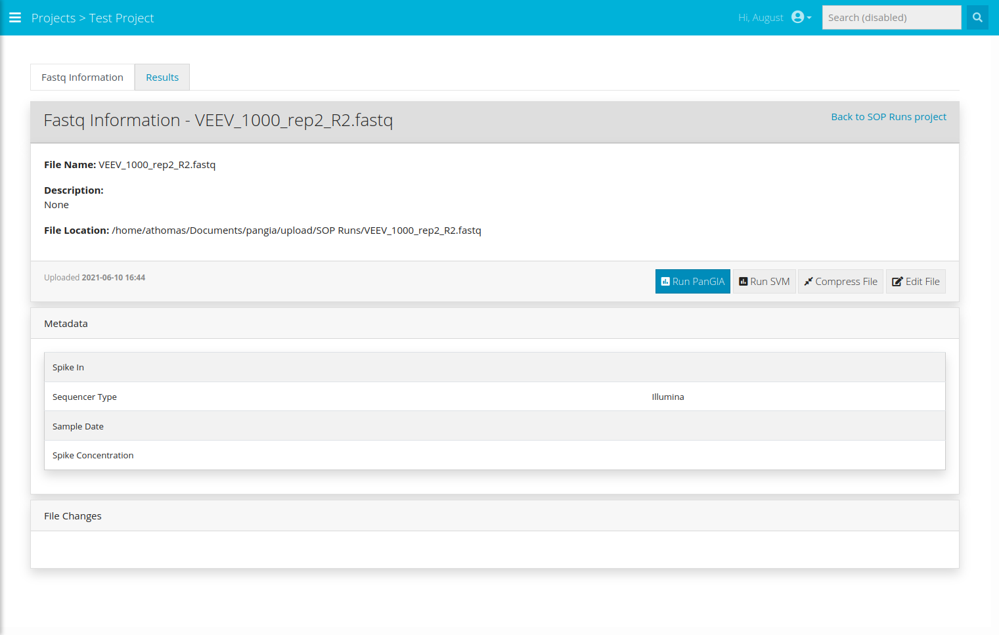 Projects > Test Project
Hi, August
Search (disabled)
Fastq Information
Results
Fastq Information - VEEV_1000_rep2_R2.fastq
Back to SOP Runs project
File Name: VEEV_1000_rep2_R2.fastq
Description:
None
File Location: /home/athomas/Documents/pangia/upload/SOP Runs/VEEV_1000_rep2_R2.fastq
Uploaded 2021-06-10 16:44
Run PanGIA
Run SVM
Compress File
Edit File
Metadata
Spike In
Sequencer Type Illumina
Sample Date
Spike Concentration
File Changes